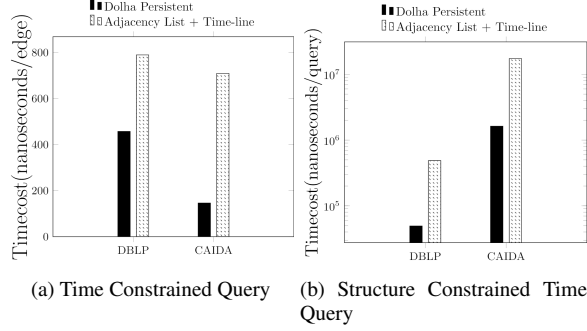 Dolha Persistent
Adjacency List + Time-line
Timecost(nanoseconds/edge)
800
600
400
200
0
DBLP CAIDA
(a) Time Constrained Query
Dolha Persistent
Adjacency List + Time-line
Timecost(nanoseconds/query)
10^7
10^6
10^5
DBLP CAIDA
(b) Structure Constrained Time
Query